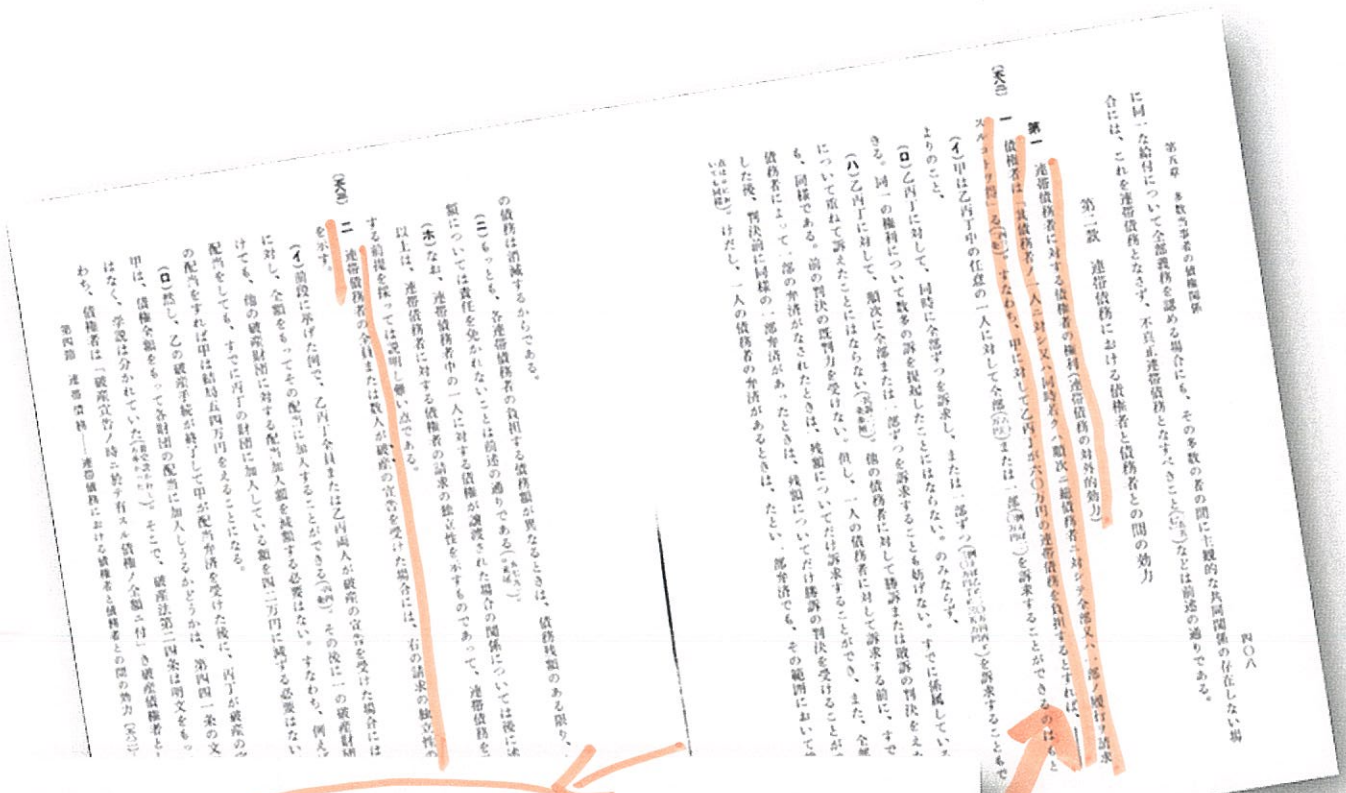 第五章 多数当事者の債権関係
四〇八
に同一な給付について全部義務を認める場合にも、その多数の者の間に主観的な共同関係の存在しない場
合には、これを連帯債務となさず、不真正連帯債務となすべきこと などは前述の通りである。
第二款 連帯債務における債権者と債務者との間の効力
第一 連帯債務者に対する債権者の権利(連帯債務の対外的効力)
一 債権者は「其債務者ノ一人ニ対シ又ハ同時若クハ順次ニ総債務者ニ対シテ全部又ハ一部ノ履行ヲ請求
スルコトヲ得」る 。すなわち、甲に対して乙丙丁が六〇万円の連帯債務を負担するとすれば、
(イ)甲は乙丙丁中の任意の一人に対して全部 または一部 を訴求することができるのはもと
よりのこと、
(ロ)乙丙丁に対して、同時に全部ずつを訴求し、または一部ずつ を訴求することもで
きる。同一の権利について数多の訴を提起したことにはならない。のみならず、
(ハ)乙丙丁に対して、順次に全部または一部ずつを訴求することも妨げない。すでに係属している
について重ねて訴えたことにはならない 。他の債務者に対して勝訴または敗訴の判決をえた
も、同様である。前の判決の既判力を受けない。但し、一人の債務者に対して訴求する前に、すで
債務者によって一部の弁済がなされたときは、残額についてだけ訴求することができ、また、全部
した後、判決前に同様の一部弁済があったときは、残額についてだけ勝訴の判決を受けることが
。けだし、一人の債務者の弁済があるときは、たとい一部弁済でも、その範囲において
の債務は消滅するからである。
(ニ)もっとも、各連帯債務者の負担する債務額が異なるときは、債務残額のある限り、
額については責任を免かれないことは前述の通りである 。
(ホ)なお、連帯債務者中の一人に対する債権が譲渡された場合の関係については後に述
以上は、連帯債務者に対する債権者の請求の独立性を示すものであって、連帯債務を
する前後を採っては説明し難い点である。
二 連帯債務者の全員または数人が破産の宣告を受けた場合には、右の請求の独立性の
を示す。
(イ)前段に挙げた例で、乙丙丁全員または乙丙両人が破産の宣告を受けた場合には
に対し、全額をもってその配当に加入することができる 。その後に一の破産財団
けても、他の破産財団に対する配当加入額を減額する必要はない。すなわち、例えば
配当をしても、すでに丙丁の財団に加入している額を四二万円に減ずる必要はない
の配当をすれば甲は結局五四万円をえることになる。
(ロ)然し、乙の破産手続が終了して甲が配当弁済を受けた後に、丙丁が破産の宣
甲は、債権全額をもって各財団の配当に加入しうるかどうかは、第四四一条の文
はなく、学説は分かれていた 。そこで、破産法第二四条は明文をもっ
わち、債権者は「破産宣告ノ時ニ於テ有スル債権ノ全額ニ付」き破産債権者と
第四節 連帯債務――連帯債務における債権者と債務者との間の効力